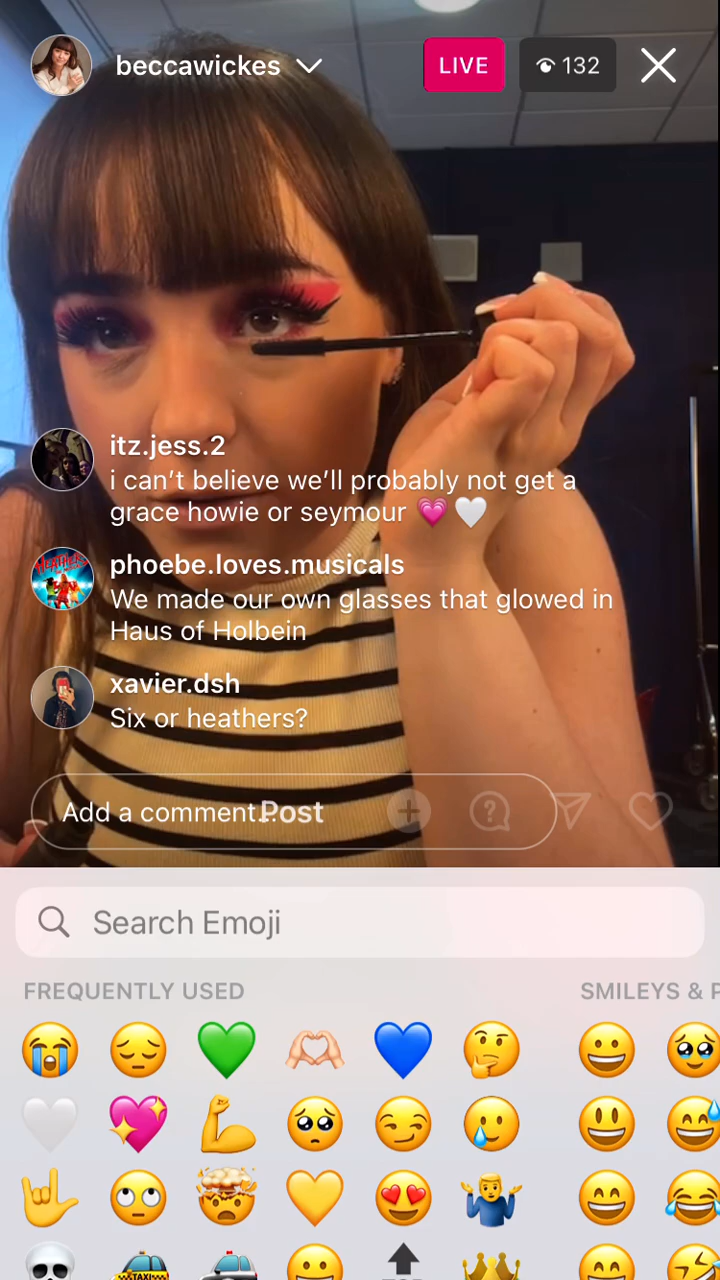 beccawickes
LIVE
132
itz.jess.2
i can’t believe we’ll probably not get a
grace howie or seymour 💗🤍
phoebe.loves.musicals
We made our own glasses that glowed in
Haus of Holbein
xavier.dsh
Six or heathers?
Add a comment...
Post
Search Emoji
FREQUENTLY USED
SMILEYS & P
TAXI